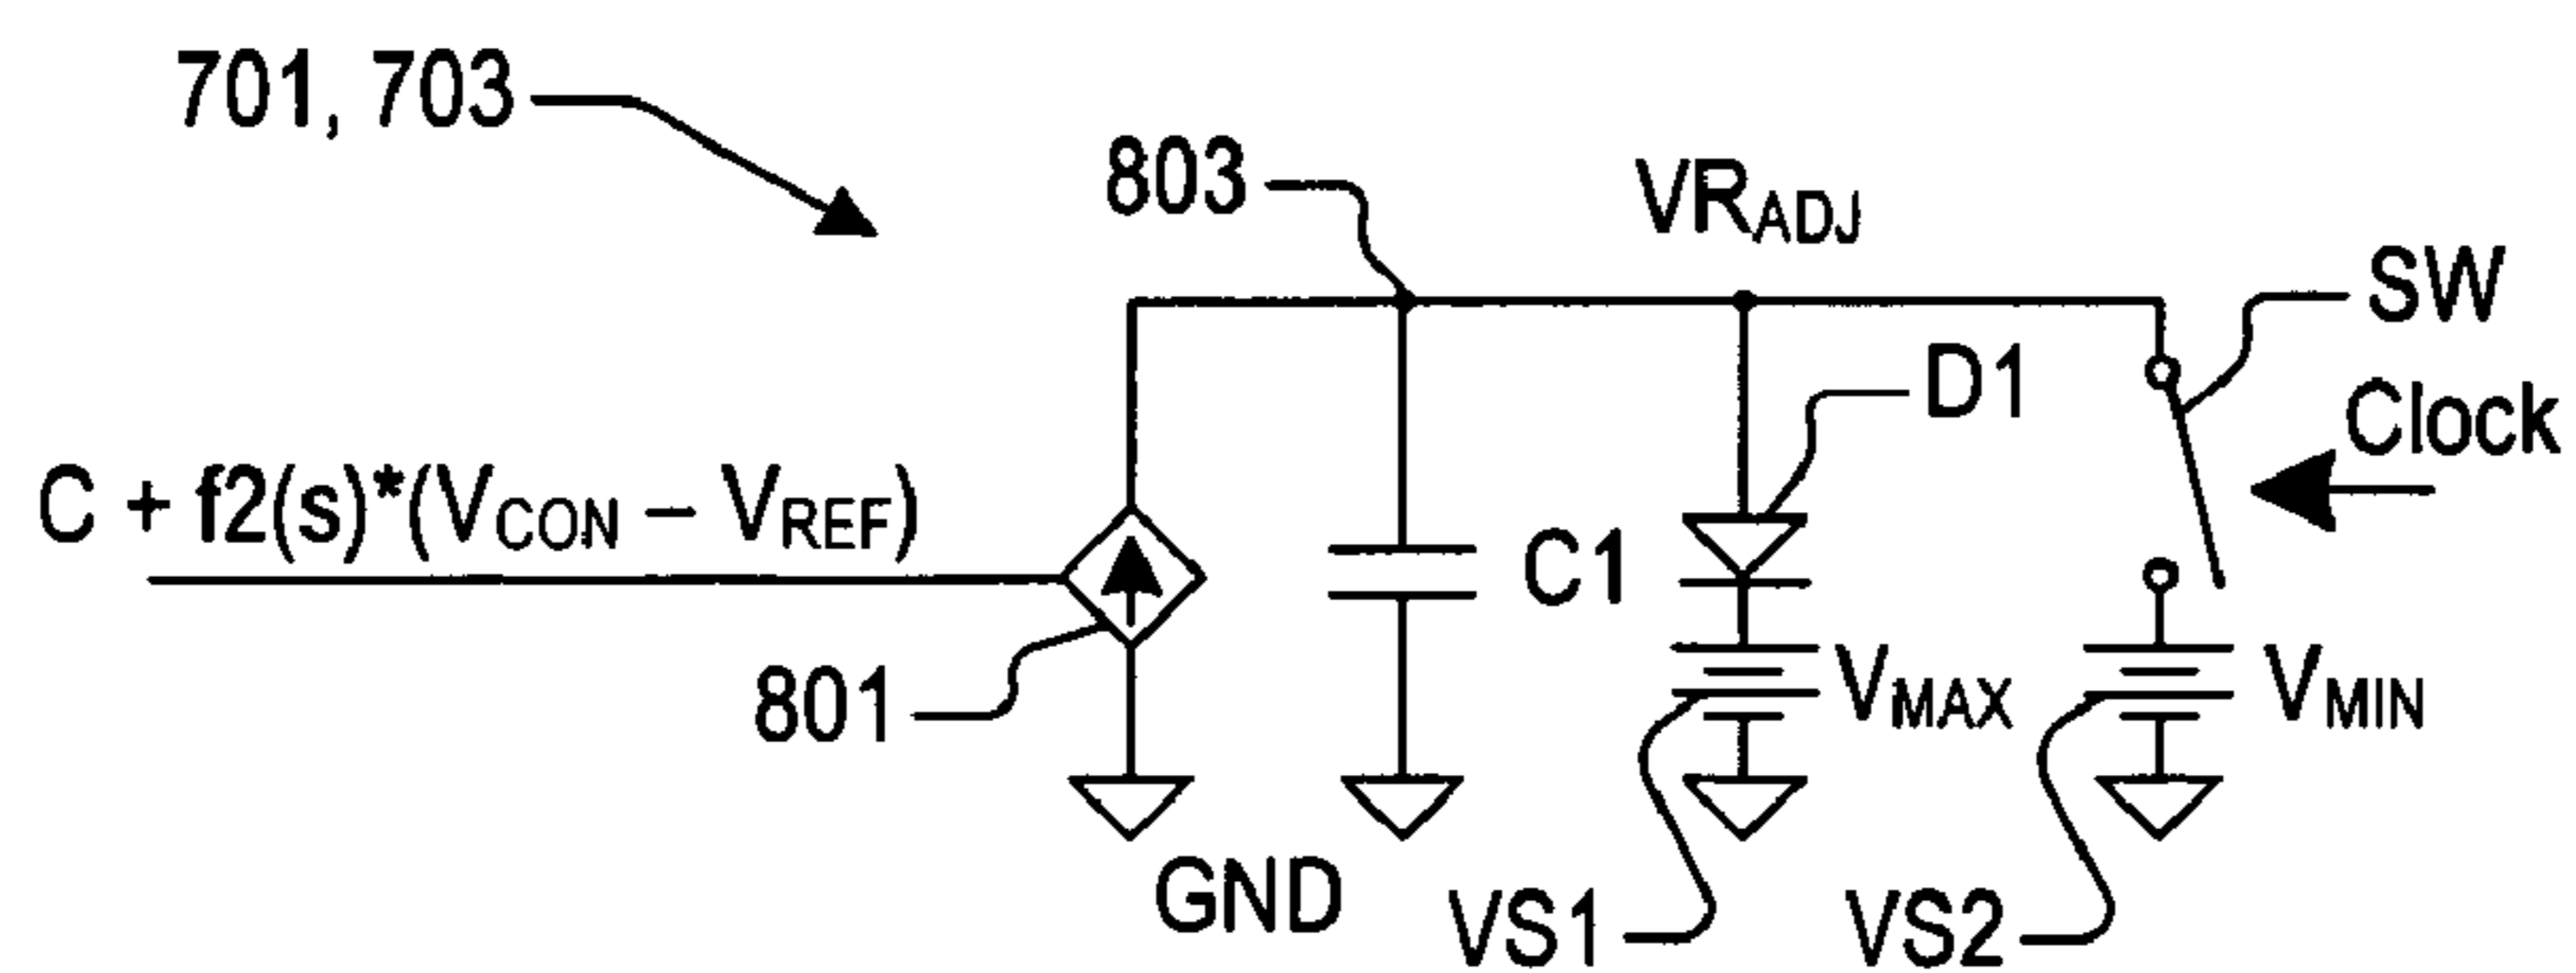 701, 703
803
VRADJ
SW
D1
Clock
C + f2(s)*(VCON – VREF)
C1
801
VMAX
VMIN
GND
VS1
VS2